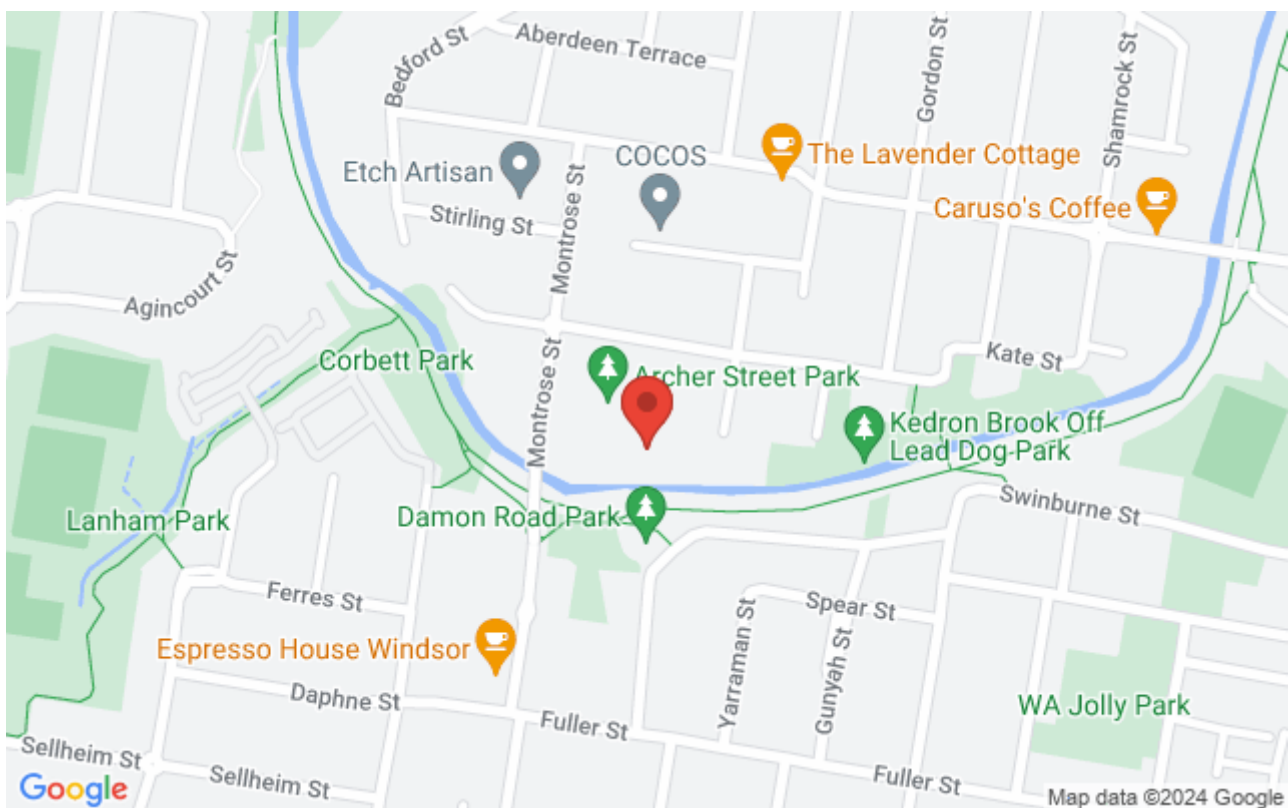 Bedford St
Aberdeen Terrace
Gordon St
Shamrock St
Etch Artisan
COCOS
The Lavender Cottage
Stirling St
Montrose St
Caruso's Coffee
Agincourt St
Corbett Park
Montrose St
Archer Street Park
Kate St
Kedron Brook Off
Lead Dog Park
Lanham Park
Damon Road Park
Swinburne St
Ferres St
Yarraman St
Spear St
Gunyah St
Espresso House Windsor
Daphne St
Fuller St
WA Jolly Park
Sellheim St
Sellheim St
Fuller St
Google
Map data ©2024 Google